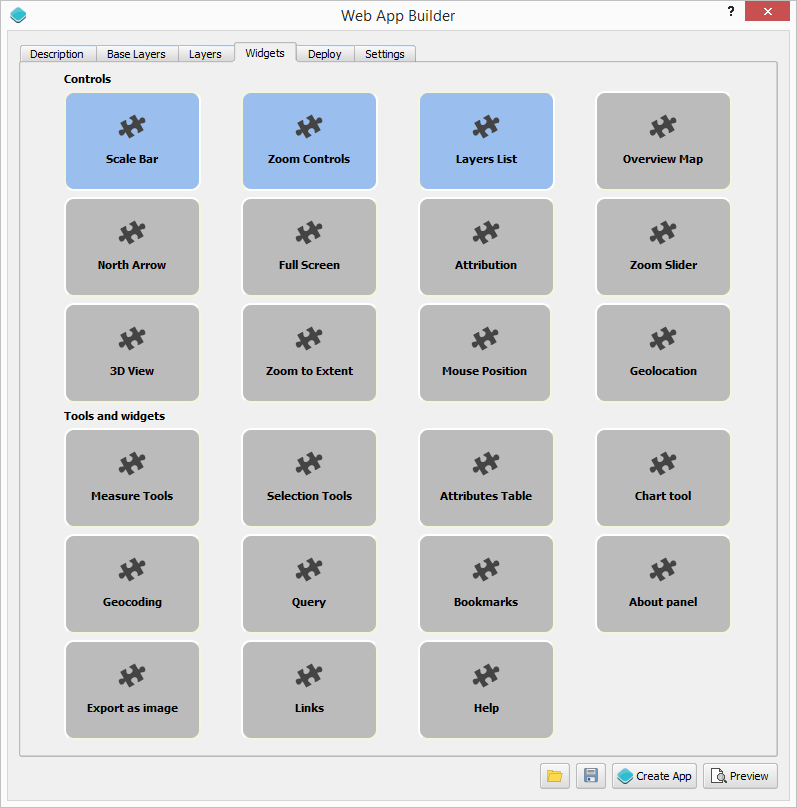 Web App Builder
?
Description Base Layers Layers Widgets Deploy Settings
Controls
Scale Bar Zoom Controls Layers List Overview Map
North Arrow Full Screen Attribution Zoom Slider
3D View Zoom to Extent Mouse Position Geolocation
Tools and widgets
Measure Tools Selection Tools Attributes Table Chart tool
Geocoding Query Bookmarks About panel
Export as image Links Help
Create App Preview